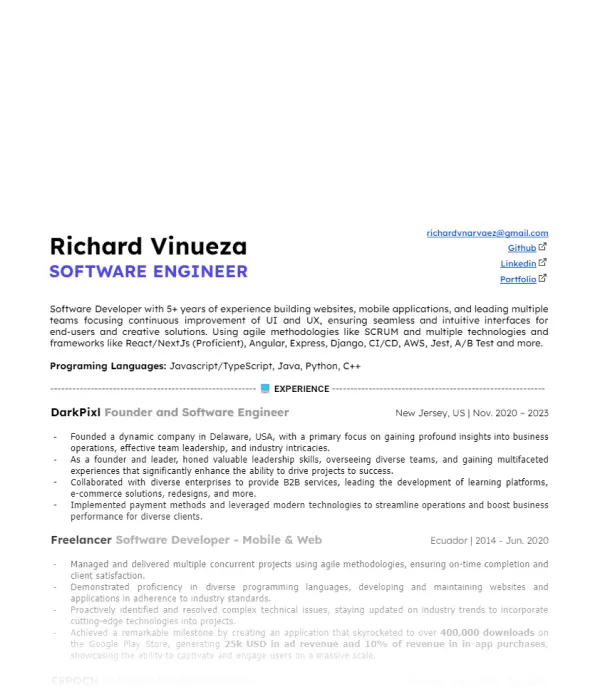 richardvnarvaez@gmail.com
Richard Vinueza
Github
SOFTWARE ENGINEER
Linkedin
Portfolio
Software Developer with 5+ years of experience building websites, mobile applications, and leading multiple
teams focusing continuous improvement of UI and UX, ensuring seamless and intuitive interfaces for
end-users and creative solutions. Using agile methodologies like SCRUM and multiple technologies and
frameworks like React/NextJs (Proficient), Angular, Express, Django, CI/CD, AWS, Jest, A/B Test and more.
Programing Languages: Javascript/TypeScript, Java, Python, C++
EXPERIENCE
DarkPixl Founder and Software Engineer New Jersey, US | Nov. 2020 – 2023
- Founded a dynamic company in Delaware, USA, with a primary focus on gaining profound insights into business
operations, effective team leadership, and industry intricacies.
- As a founder and leader, honed valuable leadership skills, overseeing diverse teams, and gaining multifaceted
experiences that significantly enhance the ability to drive projects to success.
- Collaborated with diverse enterprises to provide B2B services, leading the development of learning platforms,
e-commerce solutions, redesigns, and more.
- Implemented payment methods and leveraged modern technologies to streamline operations and boost business
performance for diverse clients.
Freelancer Software Developer - Mobile & Web Ecuador | 2014 - Jun. 2020
- Managed and delivered multiple concurrent projects using agile methodologies, ensuring on-time completion and
client satisfaction.
- Demonstrated proficiency in diverse programming languages, developing and maintaining websites and
applications in adherence to industry standards.
- Proactively identified and resolved complex technical issues, staying updated on industry trends to incorporate
cutting-edge technologies into projects.
- Achieved a remarkable milestone by creating an application that skyrocketed to over 400,000 downloads on
the Google Play Store, generating 25k USD in ad revenue and 10% of revenue in in-app purchases,
showcasing the ability to captivate and engage users on a massive scale.